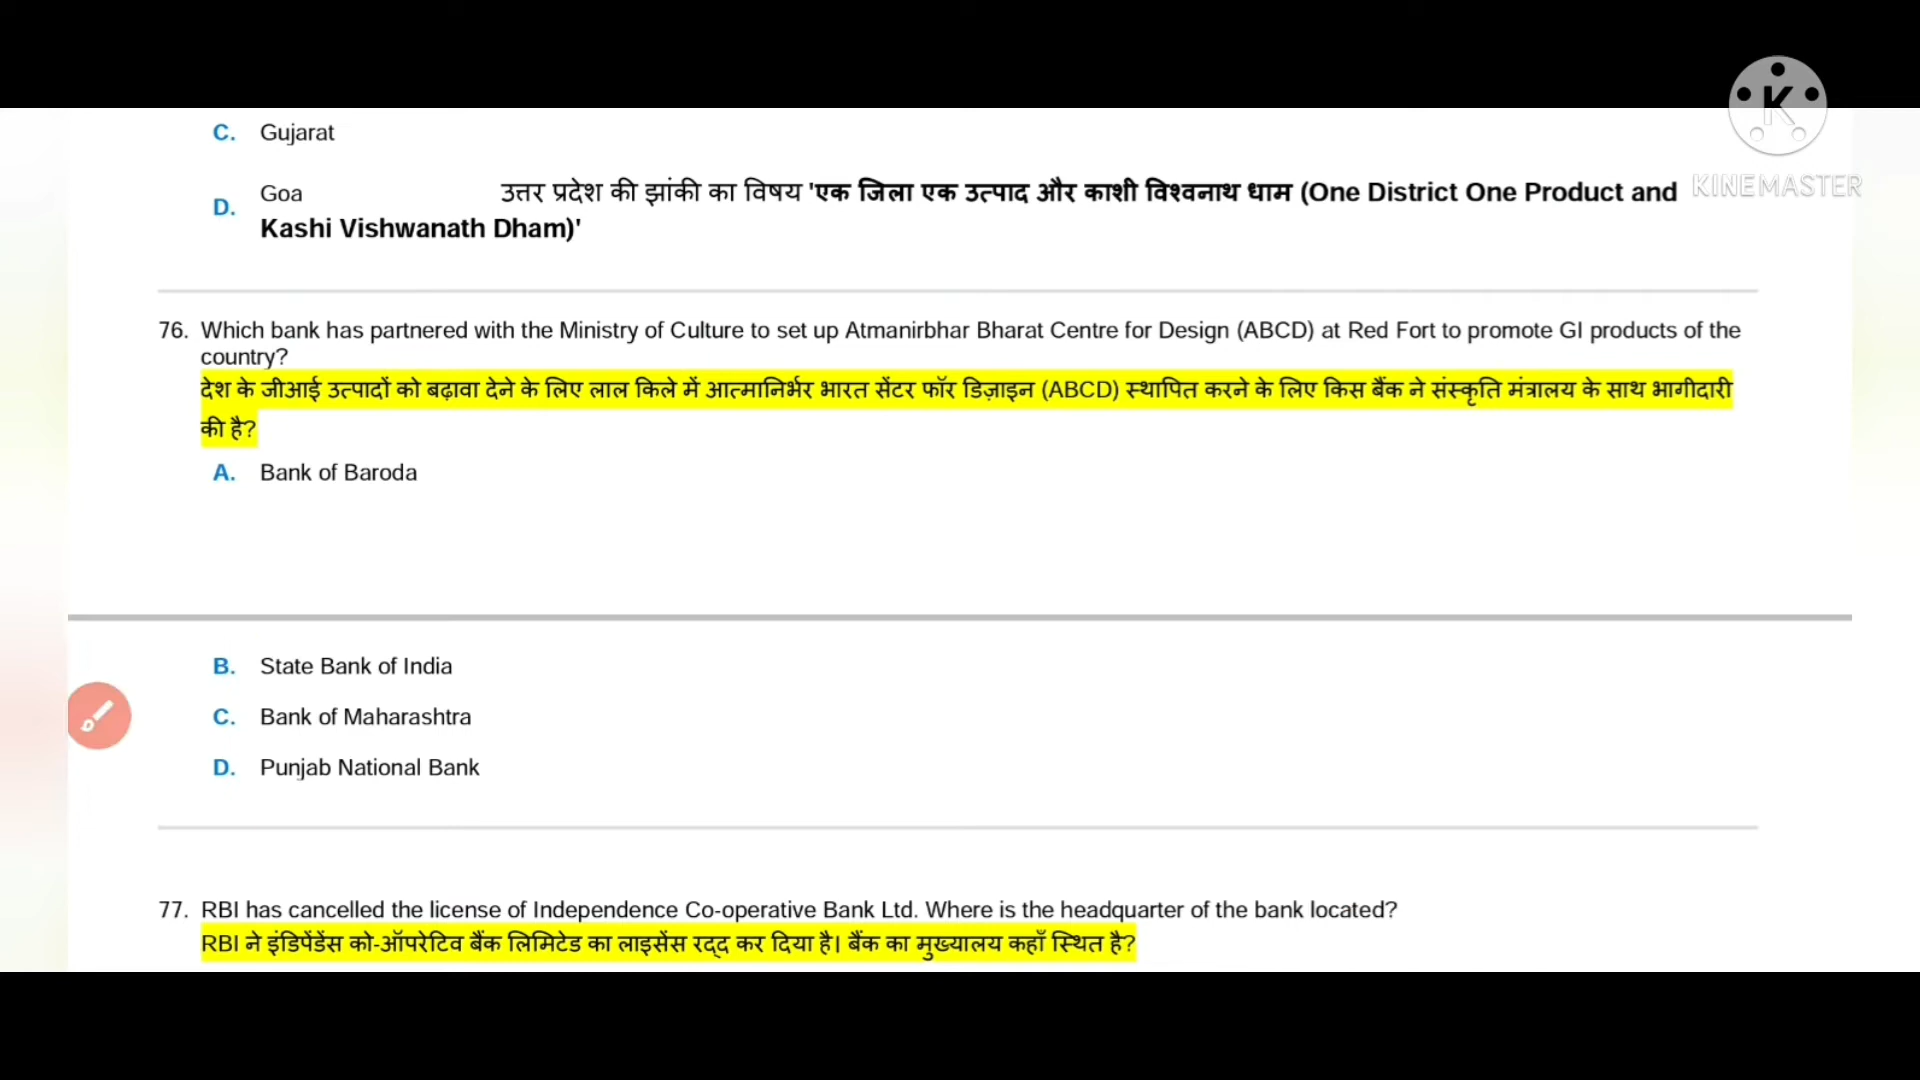 K
KINEMASTER
C. Gujarat
D. Goa उत्तर प्रदेश की झांकी का विषय 'एक जिला एक उत्पाद और काशी विश्वनाथ धाम (One District One Product and
Kashi Vishwanath Dham)'
76. Which bank has partnered with the Ministry of Culture to set up Atmanirbhar Bharat Centre for Design (ABCD) at Red Fort to promote GI products of the
country?
देश के जीआई उत्पादों को बढ़ावा देने के लिए लाल किले में आत्मानिर्भर भारत सेंटर फॉर डिज़ाइन (ABCD) स्थापित करने के लिए किस बैंक ने संस्कृति मंत्रालय के साथ भागीदारी
की है?
A. Bank of Baroda
B. State Bank of India
C. Bank of Maharashtra
D. Punjab National Bank
77. RBI has cancelled the license of Independence Co-operative Bank Ltd. Where is the headquarter of the bank located?
RBI ने इंडिपेंडेंस को-ऑपरेटिव बैंक लिमिटेड का लाइसेंस रद्द कर दिया है। बैंक का मुख्यालय कहाँ स्थित है?